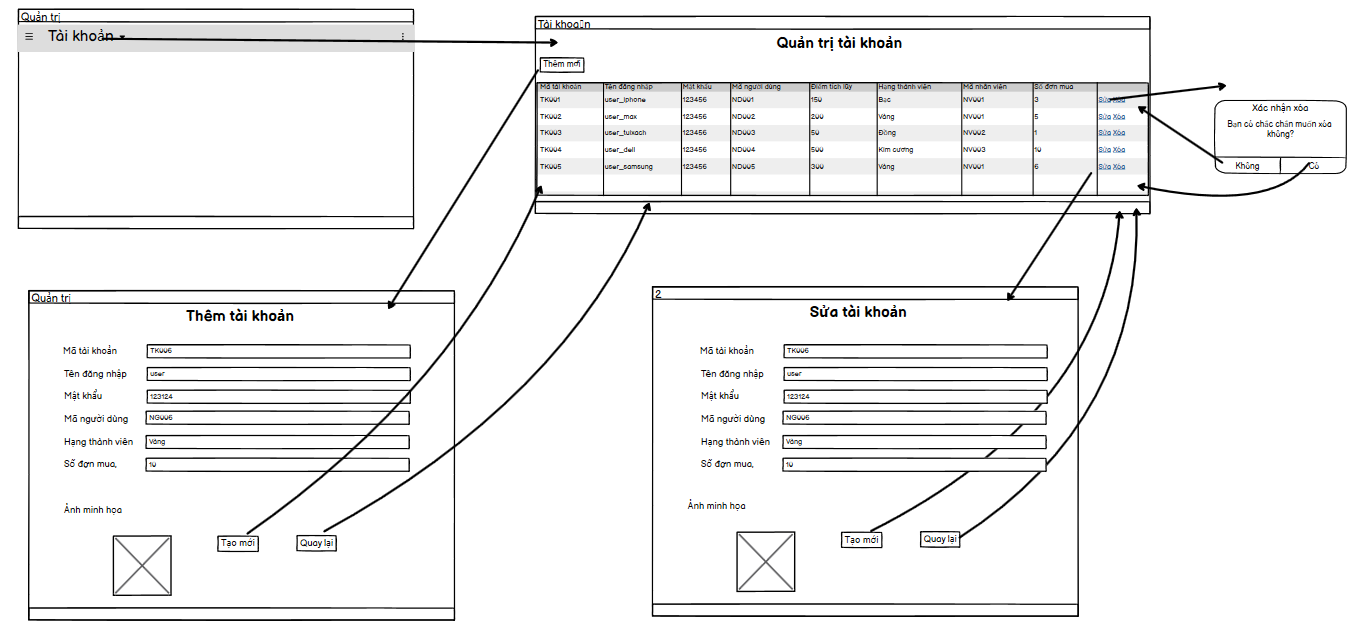 Quản trị
Tài khoản
Tài khoản
Quản trị tài khoản
Thêm mới
Mã tài khoản Tên đăng nhập Mật khẩu Mã người dùng Điểm tích lũy Hạng thành viên Mã nhân viên Số đơn mua
TK001 user_iphone 123456 ND001 150 Bạc NV001 3 Sửa Xóa
TK002 user_max 123456 ND002 200 Vàng NV001 5 Sửa Xóa
TK003 user_tuixach 123456 ND003 50 Đồng NV002 1 Sửa Xóa
TK004 user_dell 123456 ND004 500 Kim cương NV003 10 Sửa Xóa
TK005 user_samsung 123456 ND005 300 Vàng NV001 6 Sửa Xóa
Xác nhận xóa
Bạn có chắc chắn muốn xóa
không?
Không Có
Quản trị
Thêm tài khoản
Mã tài khoản TK006
Tên đăng nhập user
Mật khẩu 123124
Mã người dùng NG006
Hạng thành viên Vàng
Số đơn mua, 10
Ảnh minh họa
Tạo mới Quay lại
2
Sửa tài khoản
Mã tài khoản TK006
Tên đăng nhập user
Mật khẩu 123124
Mã người dùng NG006
Hạng thành viên Vàng
Số đơn mua, 10
Ảnh minh họa
Tạo mới Quay lại